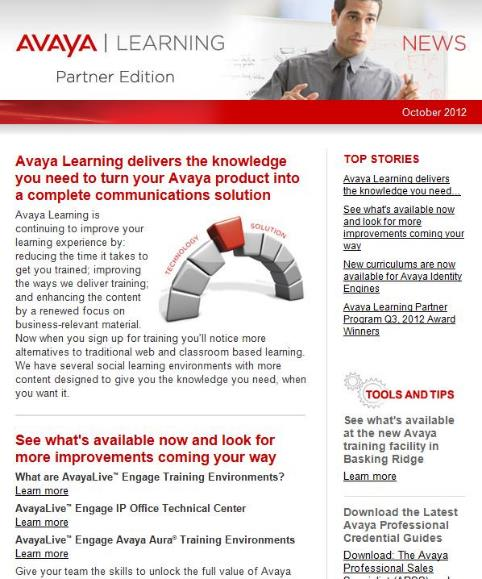 AVAYA | LEARNING
NEWS
Partner Edition
October 2012
Avaya Learning delivers the knowledge
you need to turn your Avaya product into
a complete communications solution
Avaya Learning is
continuing to improve your
learning experience by:
reducing the time it takes to
get you trained; improving
the ways we deliver training;
and enhancing the content
by a renewed focus on
business-relevant material.
Now when you sign up for training you'll notice more
alternatives to traditional web and classroom based learning.
We have several social learning environments with more
content designed to give you the knowledge you need, when
you want it.
TECHNOLOGY
SOLUTION
See what's available now and look for
more improvements coming your way
What are AvayaLive™ Engage Training Environments?
Learn more
AvayaLive™ Engage IP Office Technical Center
Learn more
AvayaLive™ Engage Avaya Aura® Training Environments
Learn more
Give your team the skills to unlock the full value of Avaya
TOP STORIES
Avaya Learning delivers
the knowledge you need...
See what's available now
and look for more
improvements coming your
way
New curriculums are now
available for Avaya Identity
Engines
Avaya Learning Partner
Program Q3, 2012 Award
Winners
TOOLS AND TIPS
See what's available
at the new Avaya
training facility in
Basking Ridge
Learn more
Download the Latest
Avaya Professional
Credential Guides
Download: The Avaya
Professional Sales